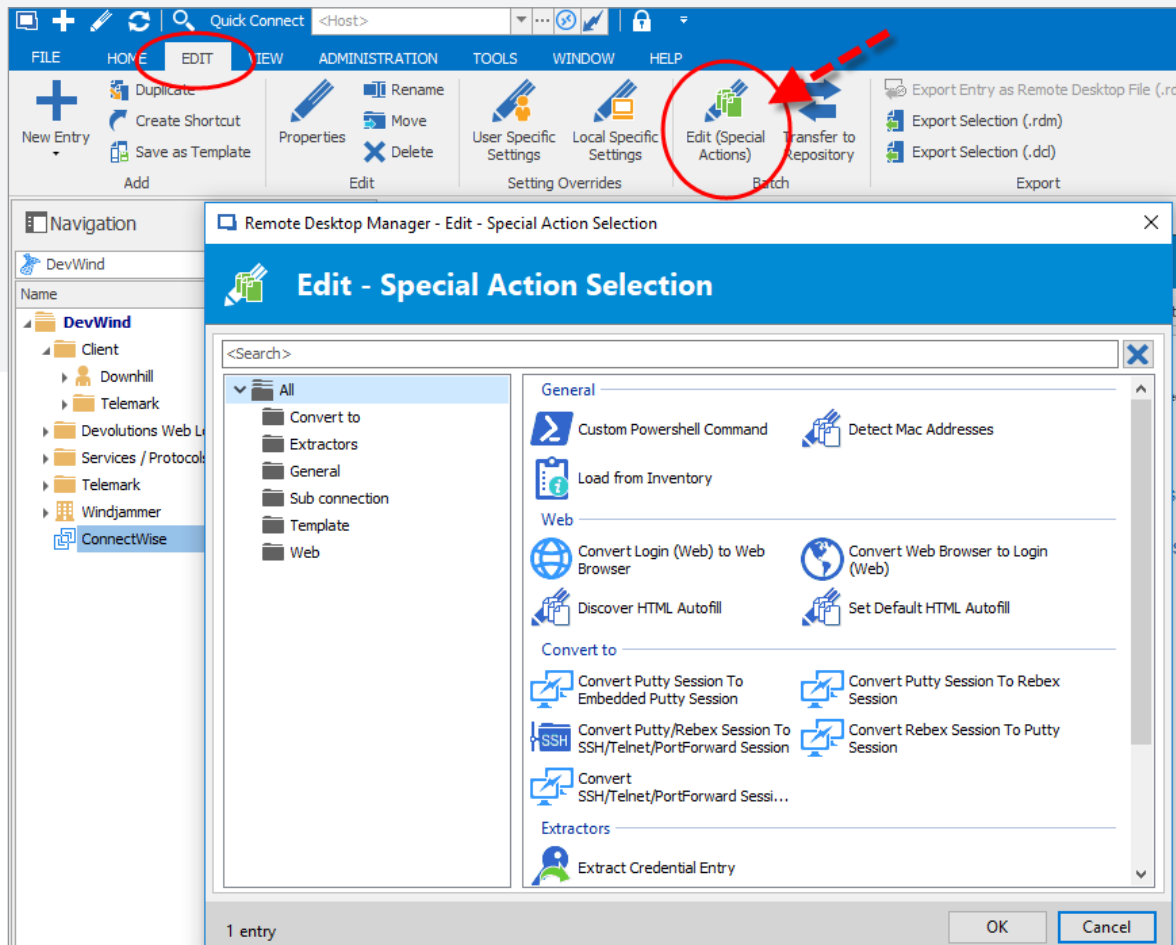 Quick Connect <Host>
FILE HOME EDIT VIEW ADMINISTRATION TOOLS WINDOW HELP
New Entry
Duplicate
Create Shortcut
Save as Template
Add
Properties
Rename
Move
Delete
Edit
User Specific
Settings
Local Specific
Settings
Setting Overrides
Edit (Special
Actions)
Transfer to
Repository
Batch
Export Entry as Remote Desktop File (.rd
Export Selection (.rdm)
Export Selection (.dcl)
Export
Navigation
DevWind
Name
DevWind
Client
Downhill
Telemark
Devolutions Web L
Services / Protocols
Telemark
Windjammer
ConnectWise
Remote Desktop Manager - Edit - Special Action Selection
Edit - Special Action Selection
<Search>
All
Convert to
Extractors
General
Sub connection
Template
Web
General
Custom Powershell Command
Detect Mac Addresses
Load from Inventory
Web
Convert Login (Web) to Web
Browser
Convert Web Browser to Login
(Web)
Discover HTML Autofill
Set Default HTML Autofill
Convert to
Convert Putty Session To
Embedded Putty Session
Convert Putty Session To Rebex
Session
SSH
Convert Putty/Rebex Session To
SSH/Telnet/PortForward Session
Convert Rebex Session To Putty
Session
Convert
SSH/Telnet/PortForward Sessi...
Extractors
Extract Credential Entry
1 entry
OK
Cancel